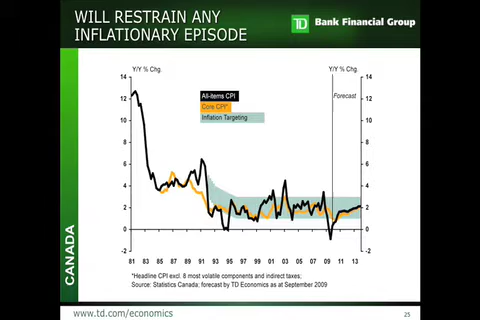 WILL RESTRAIN ANY
INFLATIONARY EPISODE
TD Bank Financial Group
Y/Y % Chg. Y/Y % Chg.
14 14
12 All-items CPI Forecast 12
Core CPI*
10 10
Inflation Targeting
8 8
6 6
4 4
2 2
0 0
-2 -2
81 83 85 87 89 91 93 95 97 99 01 03 05 07 09 11 13
CANADA
*Headline CPI excl. 8 most volatile components and indirect taxes;
Source: Statistics Canada; forecast by TD Economics as at September 2009
www.td.com/economics
25